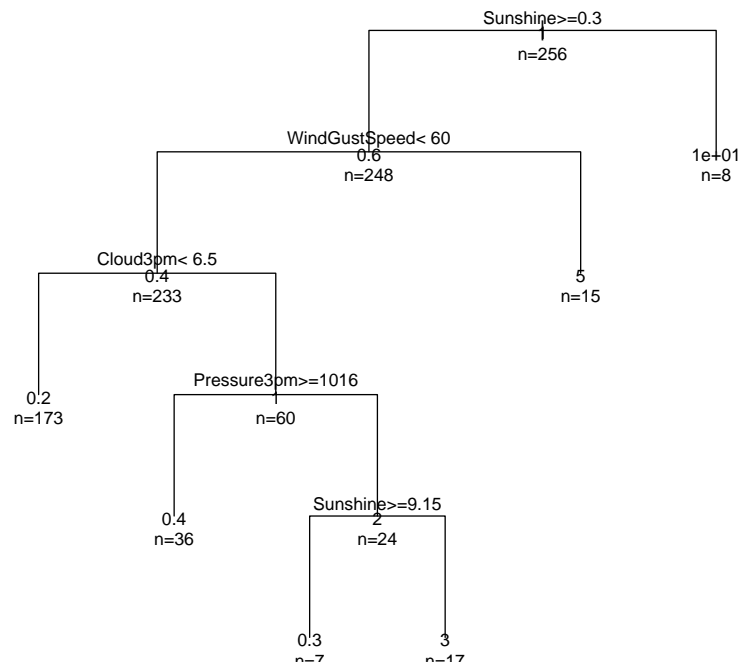 Sunshine>=0.3
1
n=256
WindGustSpeed< 60
0.6
n=248
1e+01
n=8
Cloud3pm< 6.5
0.4
n=233
5
n=15
Pressure3pm>=1016
0.2
n=173
1
n=60
Sunshine>=9.15
0.4
n=36
2
n=24
0.3
n=7
3
n=17